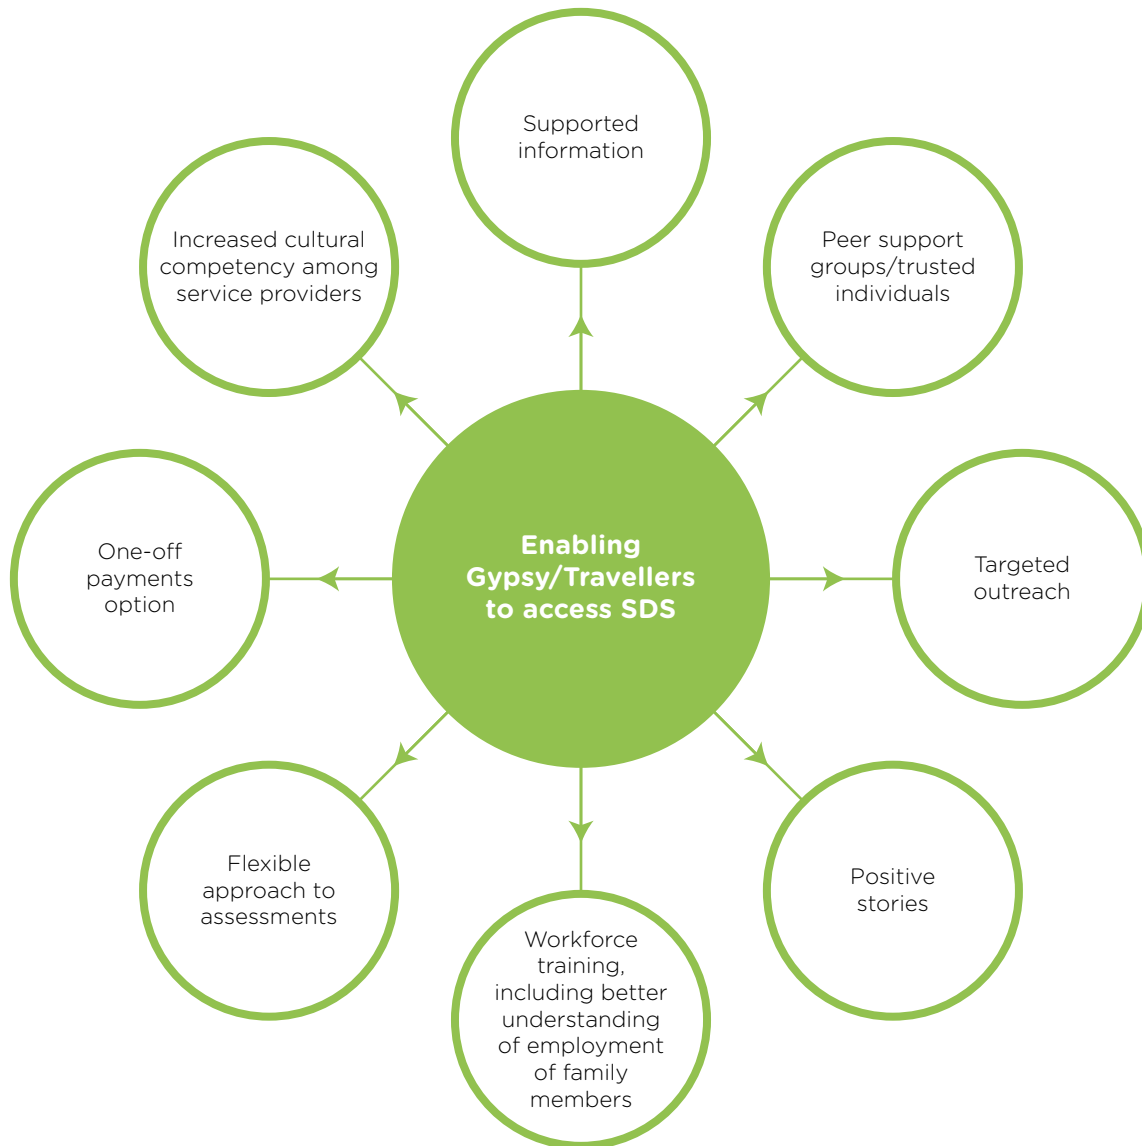 Supported
information
Increased cultural
competency among
service providers
Peer support
groups/trusted
individuals
One-off
payments
option
Enabling
Gypsy/Travellers
to access SDS
Targeted
outreach
Flexible
approach to
assessments
Positive
stories
Workforce
training,
including better
understanding
of employment
of family
members